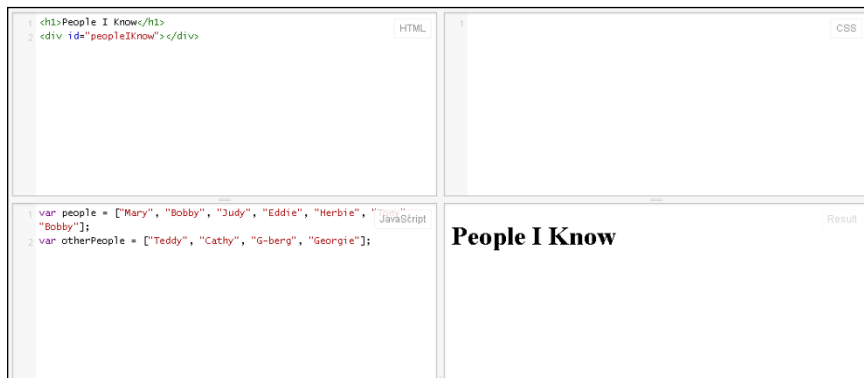 1 <h1>People I Know</h1>
2 <div id="peopleIKnow"></div>
HTML
1
CSS
1 var people = ["Mary", "Bobby", "Judy", "Eddie", "Herbie",
"Bobby"];
JavaScript
2 var otherPeople = ["Teddy", "Cathy", "G-berg", "Georgie"];
People I Know
Result